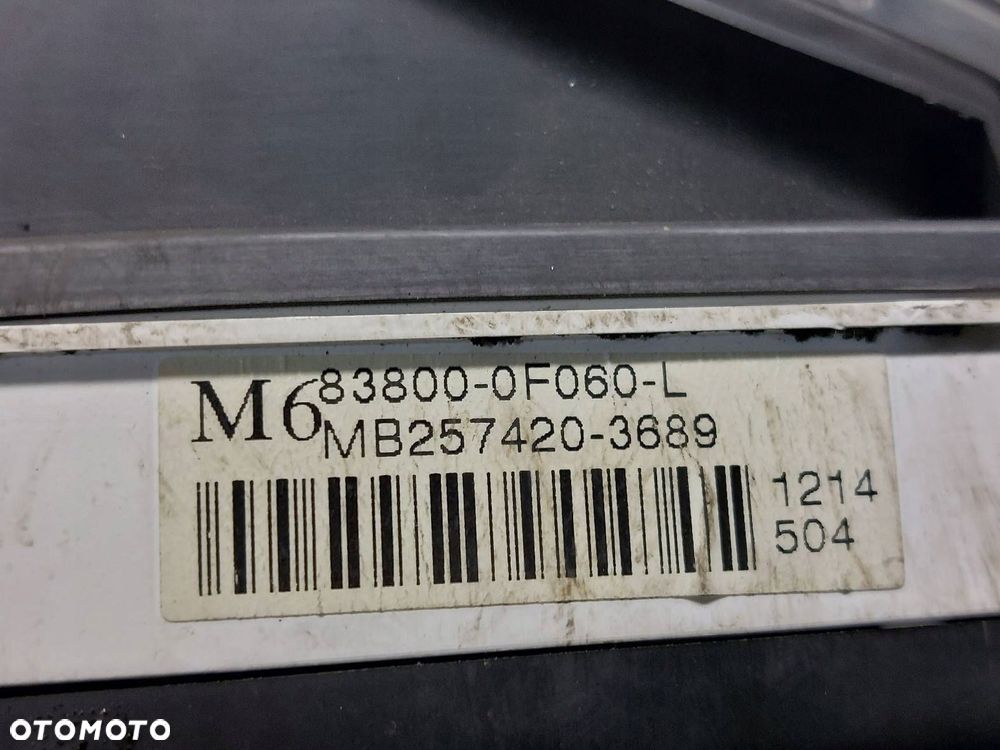 M6
83800-0F060-L
MB257420-3689
1214
504
OTOMOTO